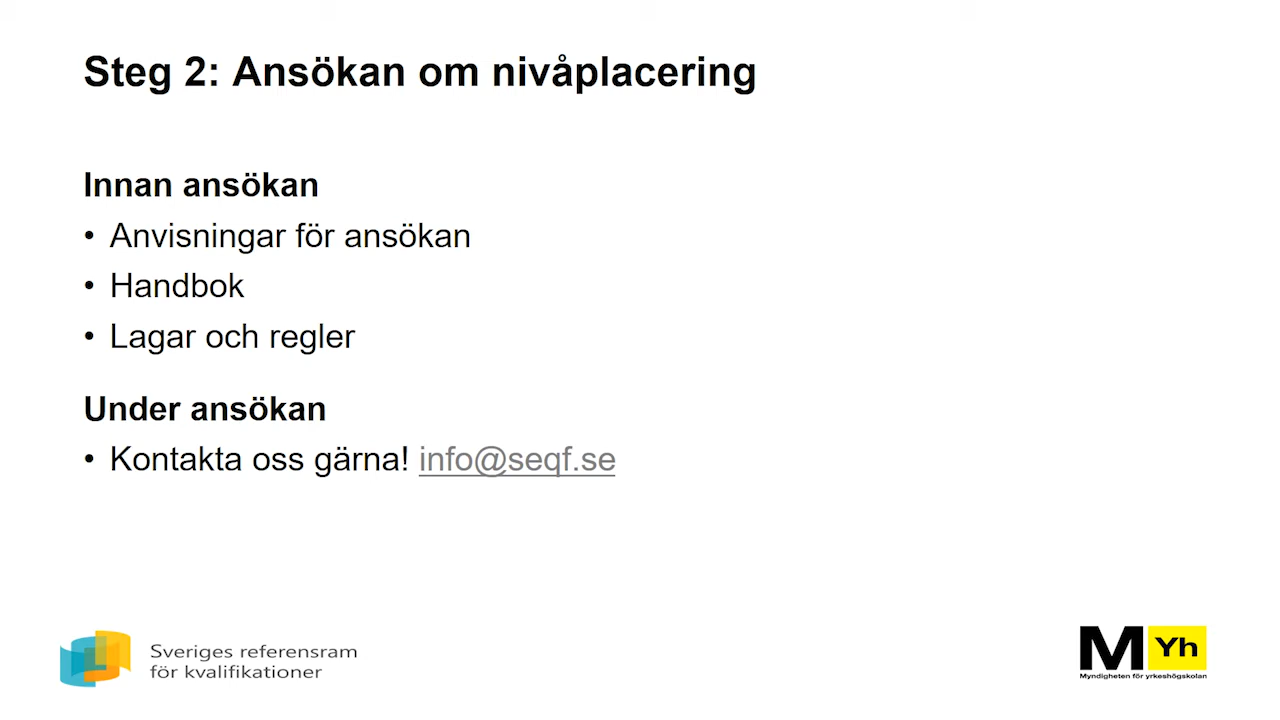 Steg 2: Ansökan om nivåplacering
Innan ansökan
• Anvisningar för ansökan
• Handbok
• Lagar och regler
Under ansökan
• Kontakta oss gärna! info@seqf.se
Sveriges referensram
för kvalifikationer
MYh
Myndigheten för yrkeshögskolan